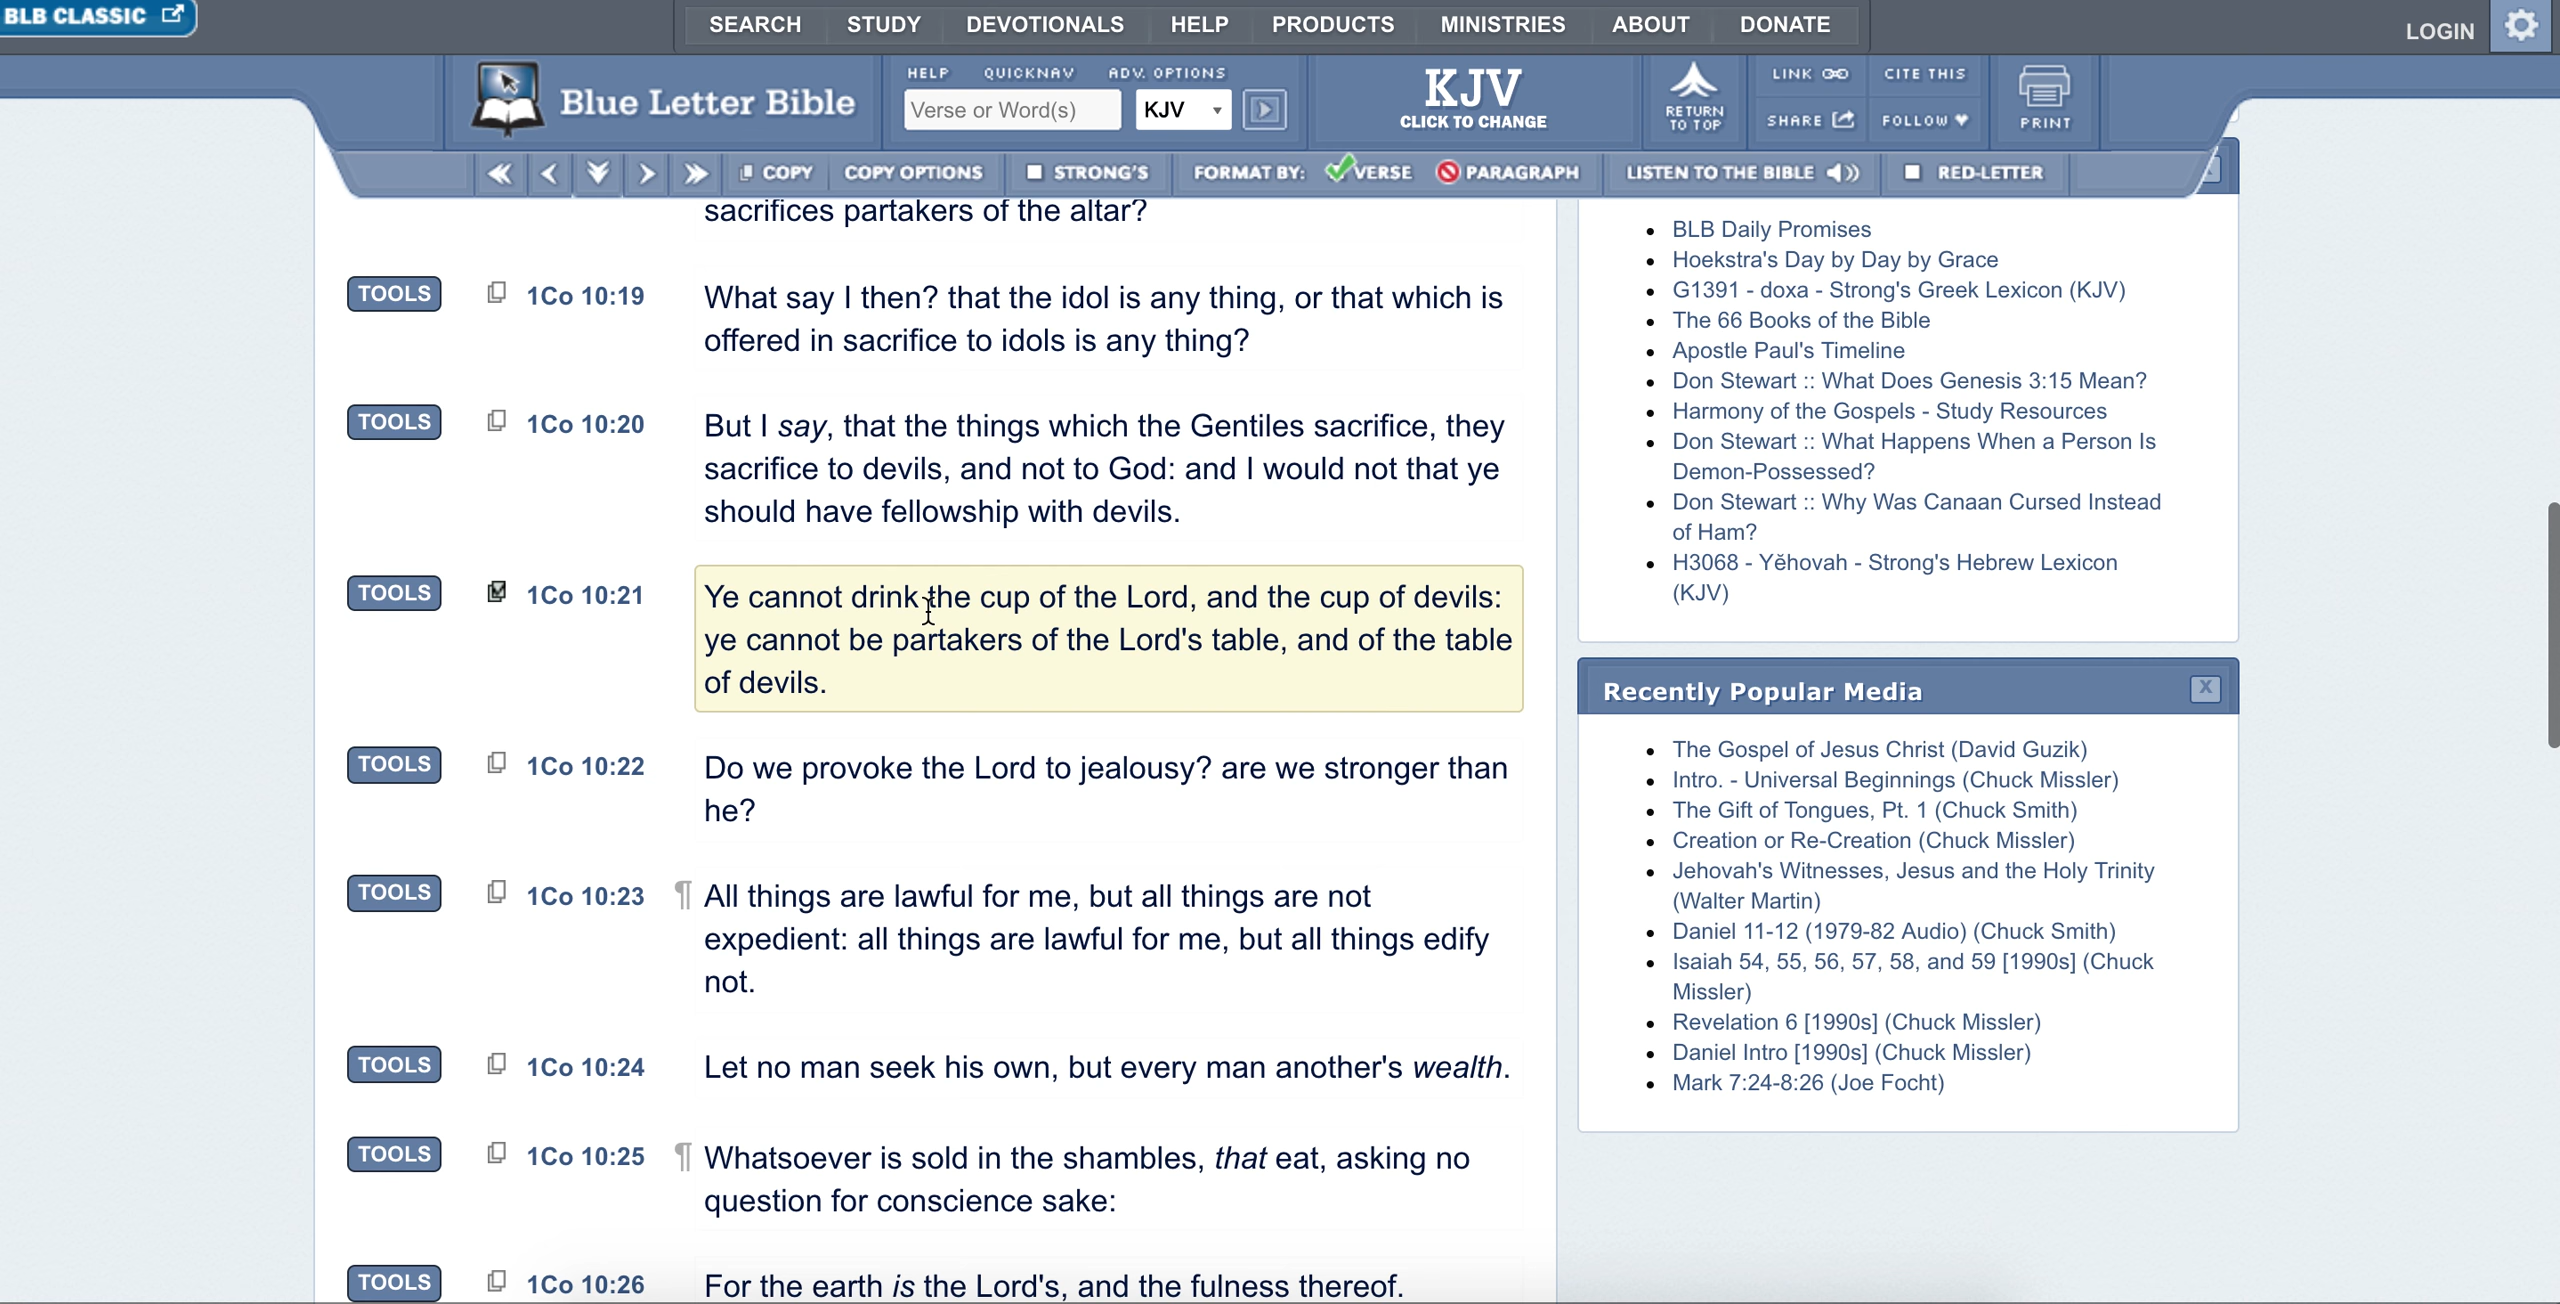 BLB CLASSIC
SEARCH STUDY DEVOTIONALS HELP PRODUCTS MINISTRIES ABOUT DONATE
LOGIN
Blue Letter Bible
HELP QUICKNAV ADV. OPTIONS
Verse or Word(s) KJV
KJV
CLICK TO CHANGE
RETURN
TO TOP
LINK CITE THIS
SHARE FOLLOW
PRINT
COPY COPY OPTIONS STRONG'S FORMAT BY: VERSE PARAGRAPH LISTEN TO THE BIBLE RED-LETTER
sacrifices partakers of the altar?
TOOLS 1Co 10:19 What say I then? that the idol is any thing, or that which is
offered in sacrifice to idols is any thing?
TOOLS 1Co 10:20 But I say, that the things which the Gentiles sacrifice, they
sacrifice to devils, and not to God: and I would not that ye
should have fellowship with devils.
TOOLS 1Co 10:21 Ye cannot drink the cup of the Lord, and the cup of devils:
ye cannot be partakers of the Lord's table, and of the table
of devils.
TOOLS 1Co 10:22 Do we provoke the Lord to jealousy? are we stronger than
he?
TOOLS 1Co 10:23 ¶ All things are lawful for me, but all things are not
expedient: all things are lawful for me, but all things edify
not.
TOOLS 1Co 10:24 Let no man seek his own, but every man another's wealth.
TOOLS 1Co 10:25 ¶ Whatsoever is sold in the shambles, that eat, asking no
question for conscience sake:
TOOLS 1Co 10:26 For the earth is the Lord's, and the fulness thereof.
BLB Daily Promises
Hoekstra's Day by Day by Grace
G1391 - doxa - Strong's Greek Lexicon (KJV)
The 66 Books of the Bible
Apostle Paul's Timeline
Don Stewart :: What Does Genesis 3:15 Mean?
Harmony of the Gospels - Study Resources
Don Stewart :: What Happens When a Person Is
Demon-Possessed?
Don Stewart :: Why Was Canaan Cursed Instead
of Ham?
H3068 - Yĕhovah - Strong's Hebrew Lexicon
(KJV)
Recently Popular Media X
The Gospel of Jesus Christ (David Guzik)
Intro. - Universal Beginnings (Chuck Missler)
The Gift of Tongues, Pt. 1 (Chuck Smith)
Creation or Re-Creation (Chuck Missler)
Jehovah's Witnesses, Jesus and the Holy Trinity
(Walter Martin)
Daniel 11-12 (1979-82 Audio) (Chuck Smith)
Isaiah 54, 55, 56, 57, 58, and 59 [1990s] (Chuck
Missler)
Revelation 6 [1990s] (Chuck Missler)
Daniel Intro [1990s] (Chuck Missler)
Mark 7:24-8:26 (Joe Focht)